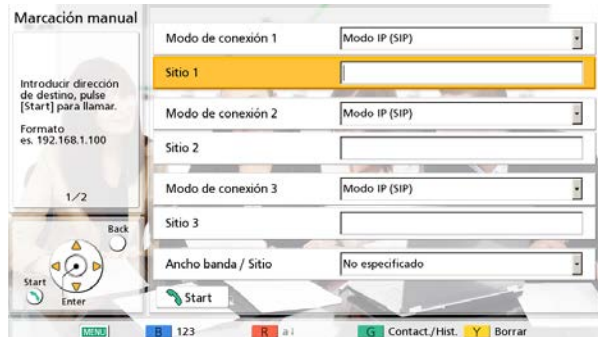 Marcación manual
Introducir dirección
de destino, pulse
[Start] para llamar.
Formato
es. 192.168.1.100
1/2
Back
Start
Enter
Modo de conexión 1 Modo IP (SIP)
Sitio 1
Modo de conexión 2 Modo IP (SIP)
Sitio 2
Modo de conexión 3 Modo IP (SIP)
Sitio 3
Ancho banda / Sitio No especificado
Start
MENU B 123 R G Contact./Hist. Y Borrar